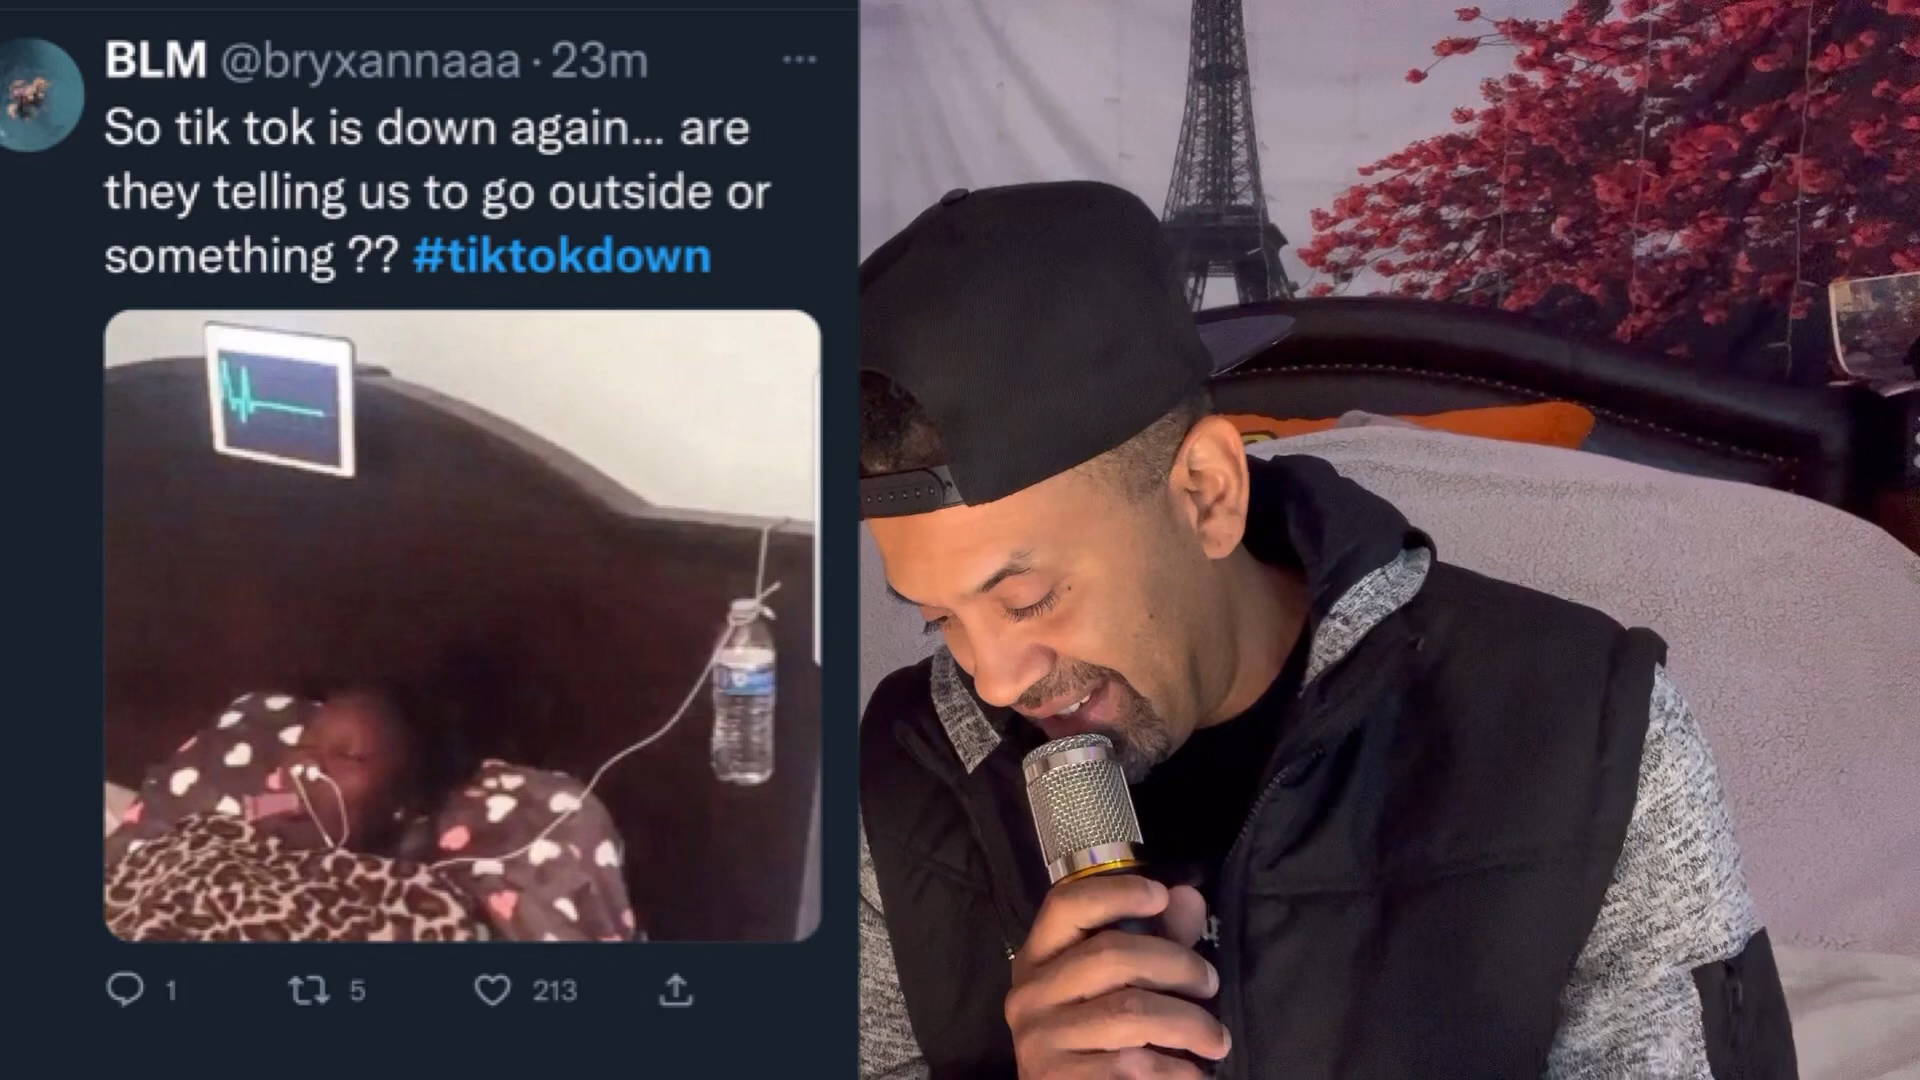 BLM @bryxannaaa · 23m
So tik tok is down again... are
they telling us to go outside or
something ?? #tiktokdown
1 5 213